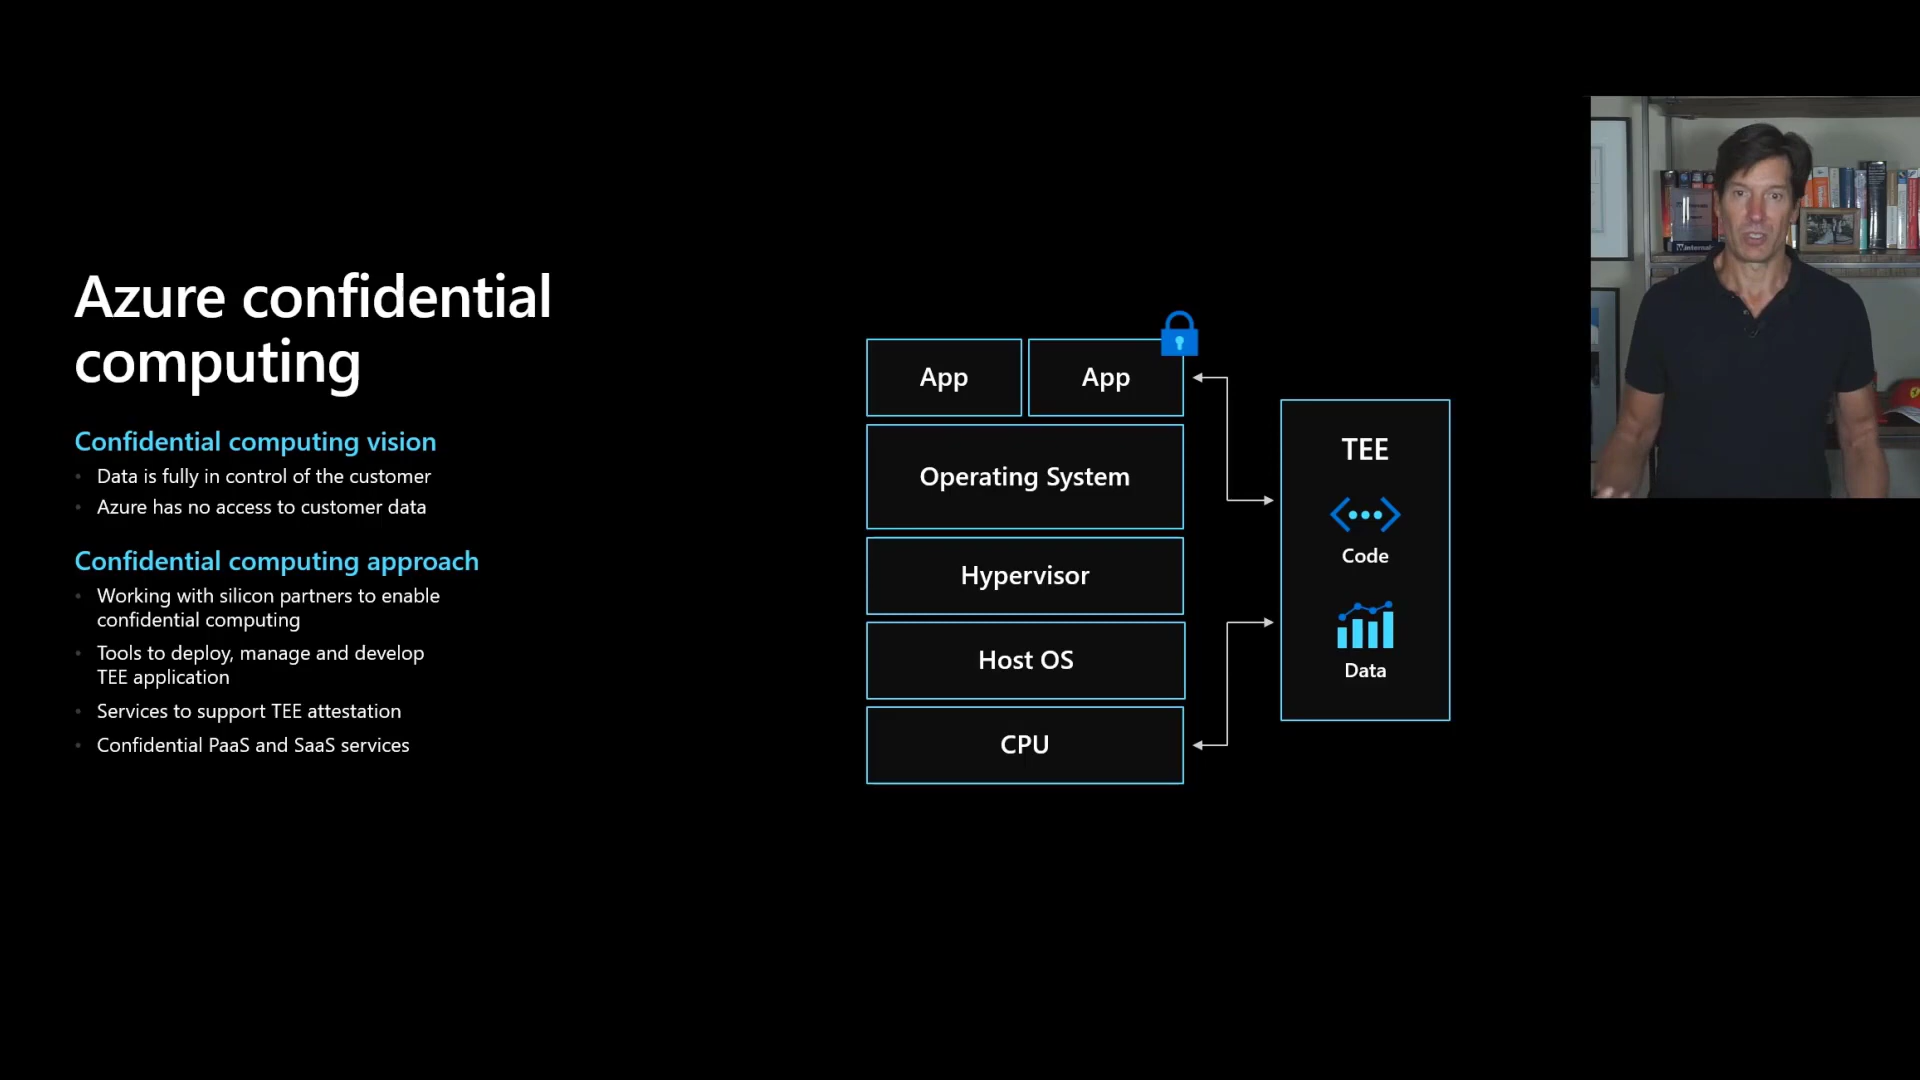 Azure confidential
computing
Confidential computing vision
• Data is fully in control of the customer
• Azure has no access to customer data
Confidential computing approach
• Working with silicon partners to enable
confidential computing
• Tools to deploy, manage and develop
TEE application
• Services to support TEE attestation
• Confidential PaaS and SaaS services
App
App
Operating System
Hypervisor
Host OS
CPU
TEE
Code
Data